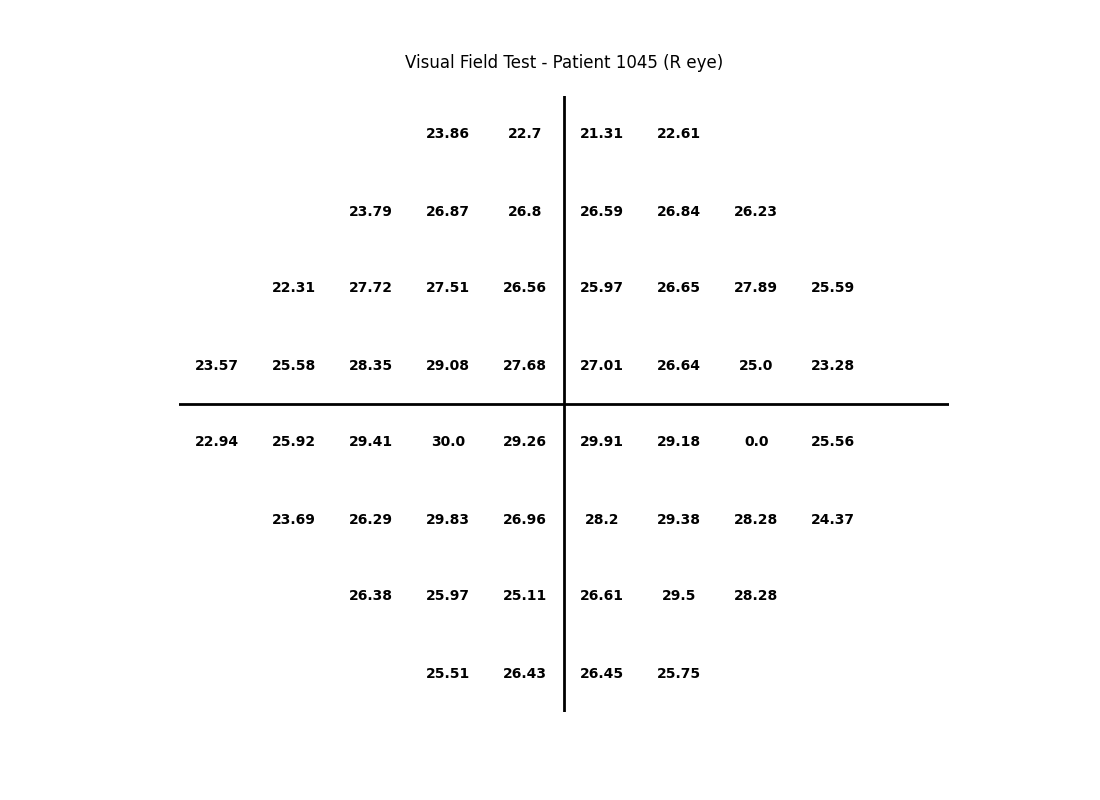 Visual Field Test - Patient 1045 (R eye)
23.86 22.7 21.31 22.61
23.79 26.87 26.8 26.59 26.84 26.23
22.31 27.72 27.51 26.56 25.97 26.65 27.89 25.59
23.57 25.58 28.35 29.08 27.68 27.01 26.64 25.0 23.28
22.94 25.92 29.41 30.0 29.26 29.91 29.18 0.0 25.56
23.69 26.29 29.83 26.96 28.2 29.38 28.28 24.37
26.38 25.97 25.11 26.61 29.5 28.28
25.51 26.43 26.45 25.75